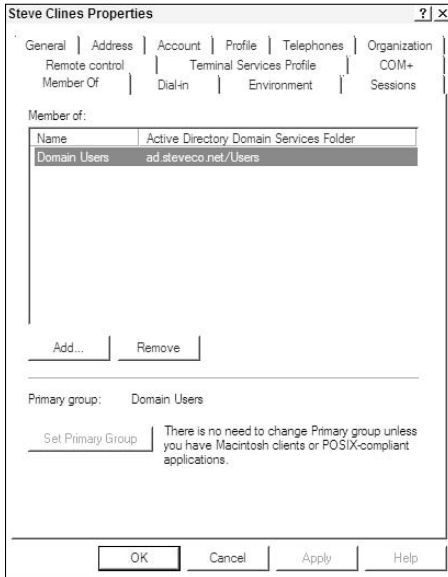 Steve Clines Properties
General Address Account Profile Telephones Organization
Remote control Terminal Services Profile COM+
Member Of Dial-in Environment Sessions
Member of:
Name Active Directory Domain Services Folder
Domain Users ad.steveco.net/Users
Add... Remove
Primary group: Domain Users
Set Primary Group
There is no need to change Primary group unless
you have Macintosh clients or POSIX-compliant
applications.
OK Cancel Apply Help